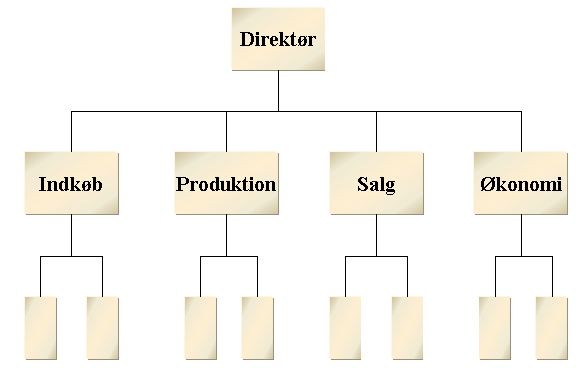 Direktør
Indkøb
Produktion
Salg
Økonomi